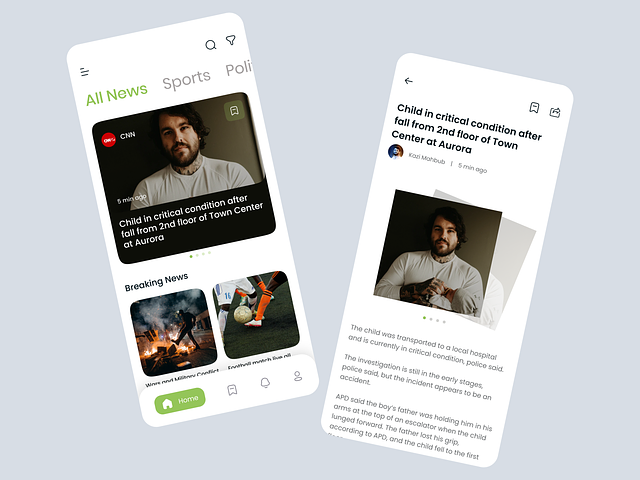 All News Sports Poli
CNN
CNN
5 min ago
Child in critical condition after
fall from 2nd floor of Town Center
at Aurora
Breaking News
Wars and Military Conflict
Football match live all
Home
Child in critical condition after
fall from 2nd floor of Town
Center at Aurora
Kazi Mahbub | 5 min ago
The child was transported to a local hospital
and is currently in critical condition, police said.
The investigation is still in the early stages,
police said, but the incident appears to be an
accident.
APD said the boy's father was holding him in his
arms at the top of an escalator when the child
lunged forward. The father lost his grip,
according to APD, and the child fell to the first